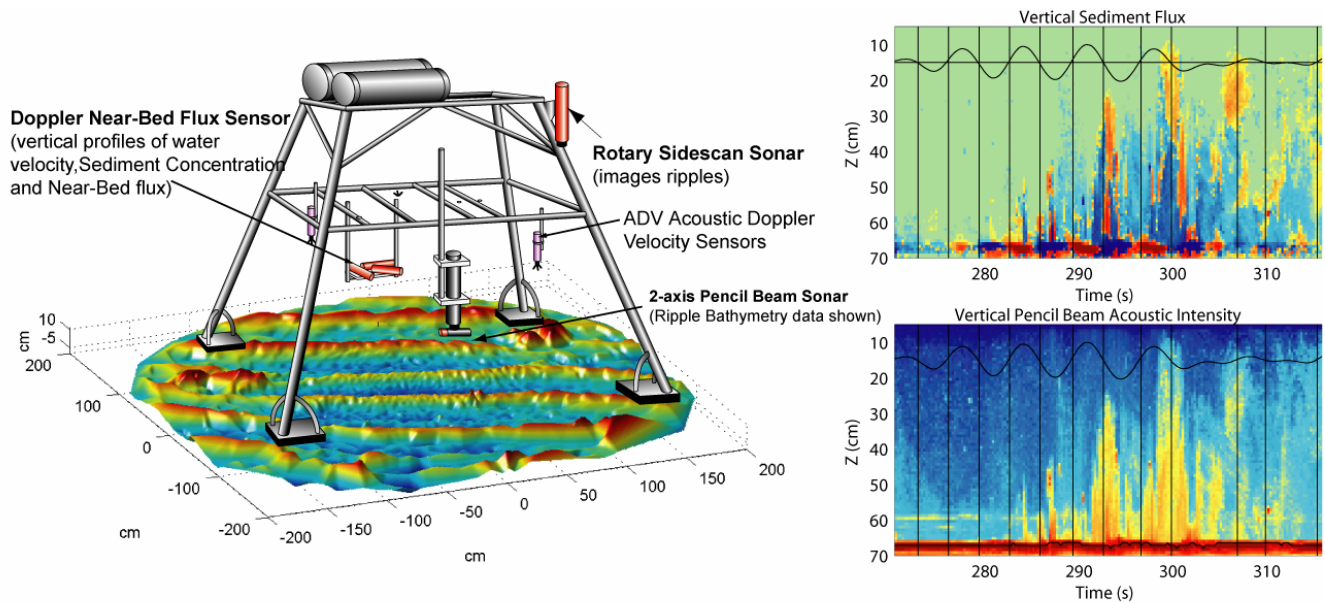 Doppler Near-Bed Flux Sensor
(vertical profiles of water
velocity,Sediment Concentration
and Near-Bed flux)
Rotary Sidescan Sonar
(images ripples)
ADV Acoustic Doppler
Velocity Sensors
2-axis Pencil Beam Sonar
(Ripple Bathymetry data shown)
10
-5
cm
200
100
0
-100
-200
cm
-200
-150
-100
-50
0
50
100
150
200
cm
Vertical Sediment Flux
10
20
30
40
50
60
70
Z (cm)
280
290
300
310
Time (s)
Vertical Pencil Beam Acoustic Intensity
10
20
30
40
50
60
70
Z (cm)
280
290
300
310
Time (s)